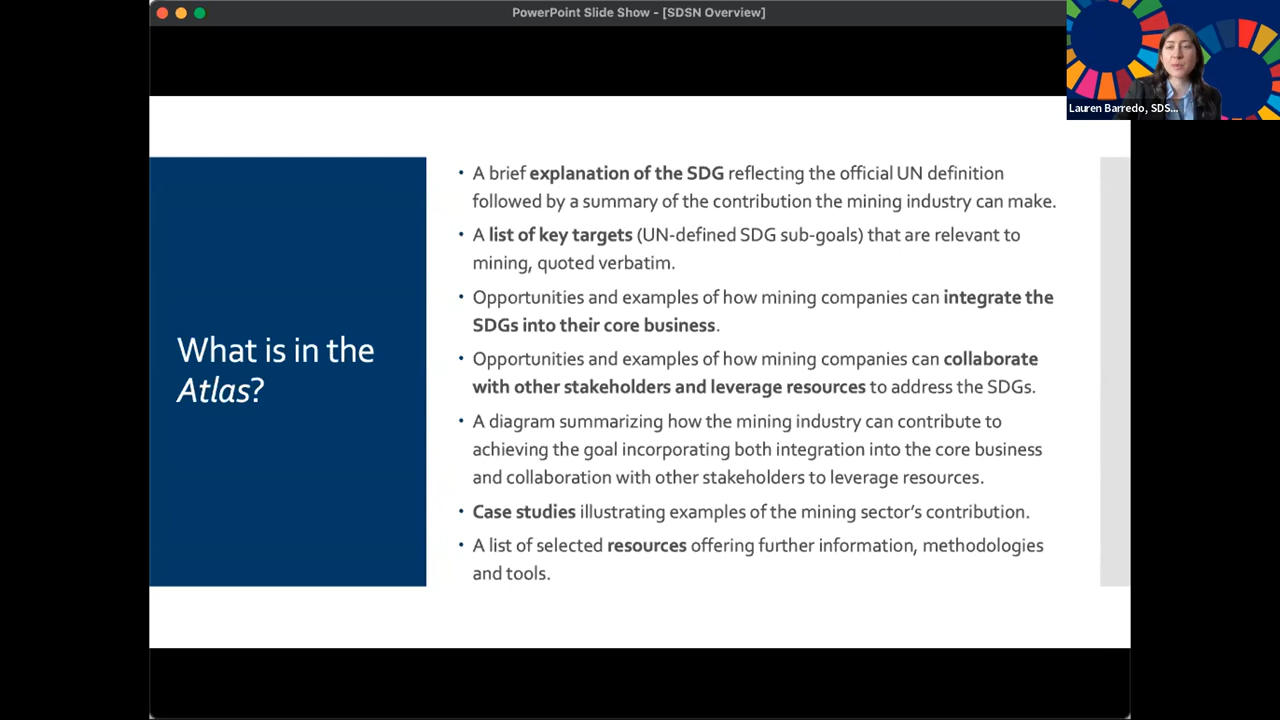 PowerPoint Slide Show - [SDSN Overview]
Lauren Barredo, SDS...
What is in the
Atlas?
• A brief explanation of the SDG reflecting the official UN definition
followed by a summary of the contribution the mining industry can make.
• A list of key targets (UN-defined SDG sub-goals) that are relevant to
mining, quoted verbatim.
• Opportunities and examples of how mining companies can integrate the
SDGs into their core business.
• Opportunities and examples of how mining companies can collaborate
with other stakeholders and leverage resources to address the SDGs.
• A diagram summarizing how the mining industry can contribute to
achieving the goal incorporating both integration into the core business
and collaboration with other stakeholders to leverage resources.
• Case studies illustrating examples of the mining sector's contribution.
• A list of selected resources offering further information, methodologies
and tools.